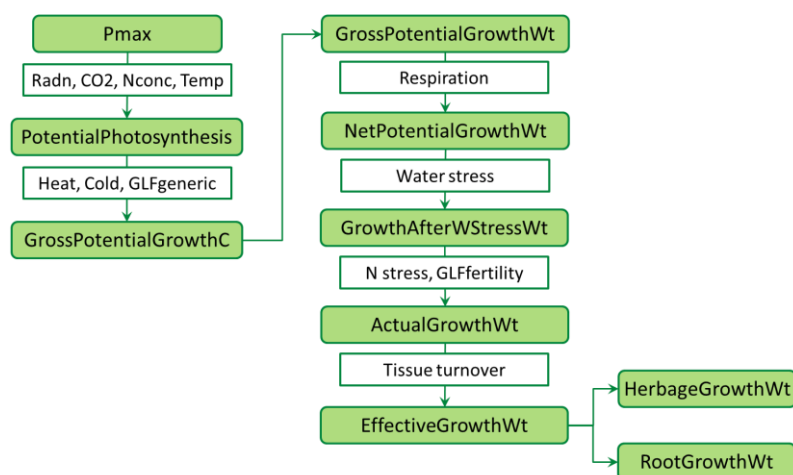 Pmax
Radn, CO2, Nconc, Temp
PotentialPhotosynthesis
Heat, Cold, GLFgeneric
GrossPotentialGrowthC
GrossPotentialGrowthWt
Respiration
NetPotentialGrowthWt
Water stress
GrowthAfterWStressWt
N stress, GLFfertility
ActualGrowthWt
Tissue turnover
EffectiveGrowthWt
HerbageGrowthWt
RootGrowthWt